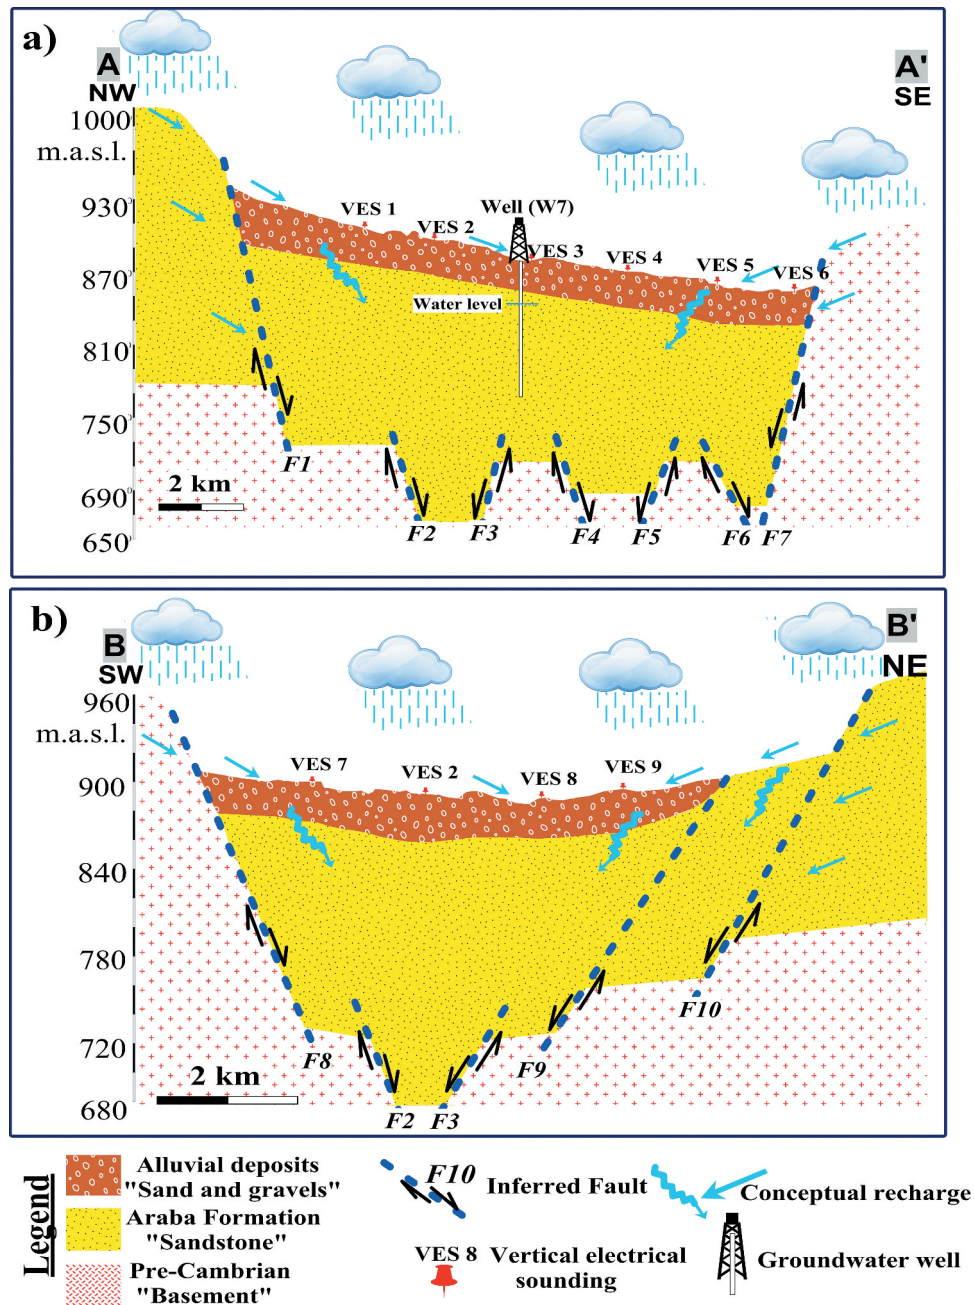 a)
A
NW
A'
SE
1000
m.a.s.l.
930
870
810
750
690
650
VES 1
VES 2
Well (W7)
VES 3
VES 4
VES 5
VES 6
Water level
2 km
F1
F2
F3
F4
F5
F6
F7
b)
B
SW
B'
NE
960
m.a.s.l.
900
840
780
720
680
VES 7
VES 2
VES 8
VES 9
2 km
F8
F2
F3
F9
F10
Legend
Alluvial deposits
"Sand and gravels"
Araba Formation
"Sandstone"
Pre-Cambrian
"Basement"
F10
Inferred Fault
VES 8
Vertical electrical
sounding
Conceptual recharge
Groundwater well